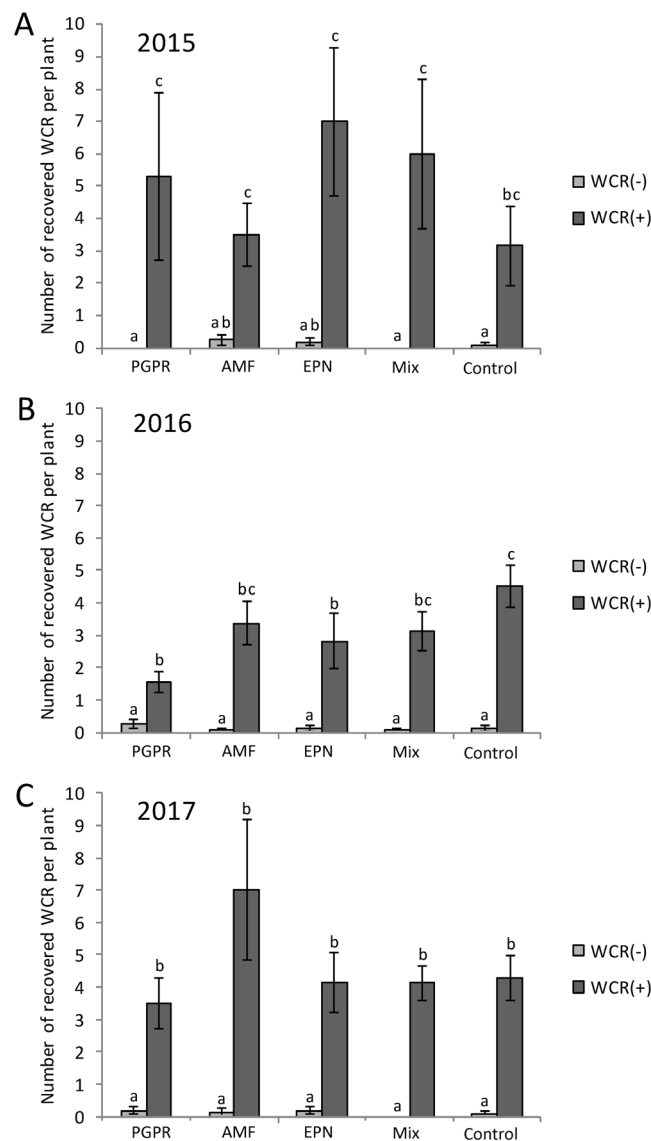 A
2015
Number of recovered WCR per plant
10
9
8
7
6
5
4
3
2
1
0
a c
ab c
ab c
a c
a bc
PGPR AMF EPN Mix Control
WCR(-)
WCR(+)
B
2016
Number of recovered WCR per plant
10
9
8
7
6
5
4
3
2
1
0
a b
a bc
a b
a bc
a c
PGPR AMF EPN Mix Control
WCR(-)
WCR(+)
C
2017
Number of recovered WCR per plant
10
9
8
7
6
5
4
3
2
1
0
a b
a b
a b
a b
a b
PGPR AMF EPN Mix Control
WCR(-)
WCR(+)